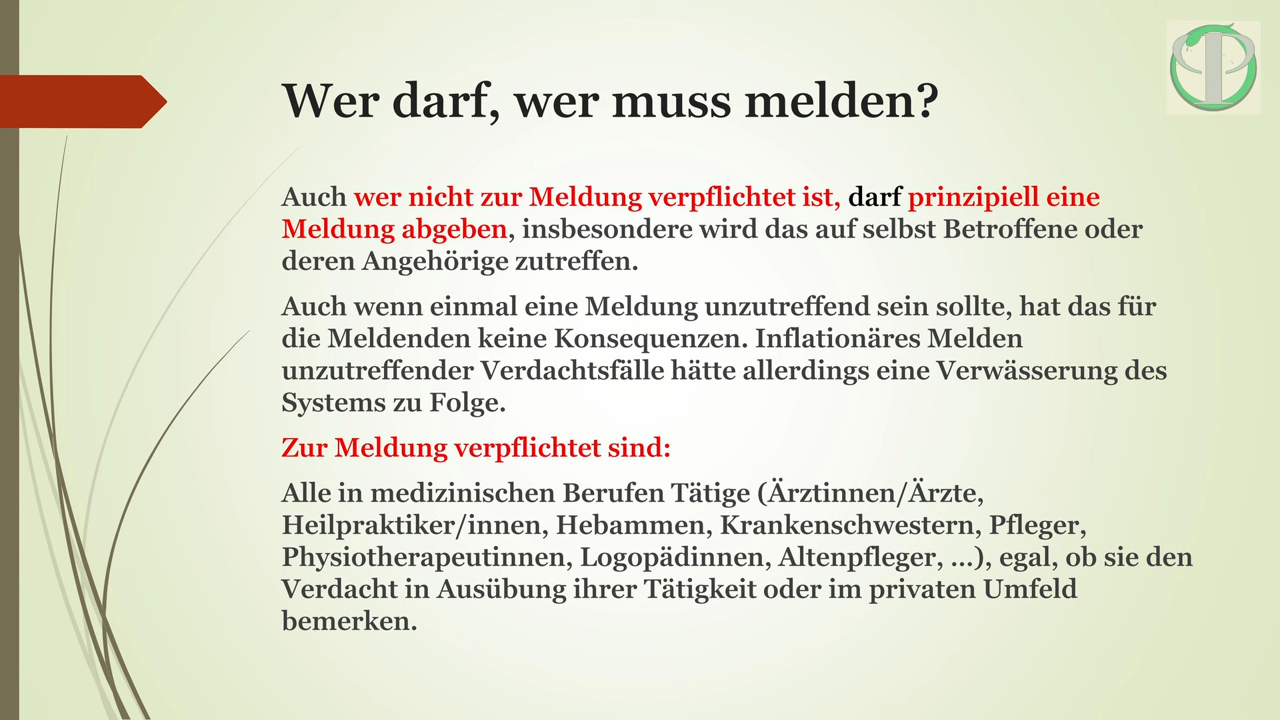 Wer darf, wer muss melden?
Auch wer nicht zur Meldung verpflichtet ist, darf prinzipiell eine
Meldung abgeben, insbesondere wird das auf selbst Betroffene oder
deren Angehörige zutreffen.
Auch wenn einmal eine Meldung unzutreffend sein sollte, hat das für
die Meldenden keine Konsequenzen. Inflationäres Melden
unzutreffender Verdachtsfälle hätte allerdings eine Verwässerung des
Systems zu Folge.
Zur Meldung verpflichtet sind:
Alle in medizinischen Berufen Tätige (Ärztinnen/Ärzte,
Heilpraktiker/innen, Hebammen, Krankenschwestern, Pfleger,
Physiotherapeutinnen, Logopädinnen, Altenpfleger, ...), egal, ob sie den
Verdacht in Ausübung ihrer Tätigkeit oder im privaten Umfeld
bemerken.